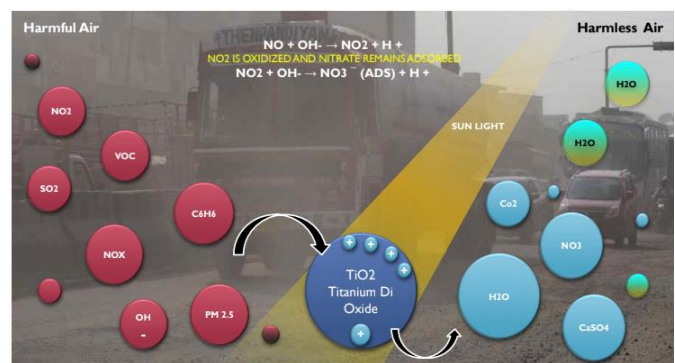 Harmful Air
Harmless Air
THENPANDIYAN
NO + OH- → NO2 + H +
NO2 IS OXIDIZED AND NITRATE REMAINS ADSORBED
NO2 + OH- → NO3 ¯ (ADS) + H +
SUN LIGHT
NO2
VOC
SO2
C6H6
NOX
OH
-
PM 2.5
+ + + +
TiO2
Titanium Di
Oxide
+
H2O
H2O
Co2
NO3
H2O
CaSO4